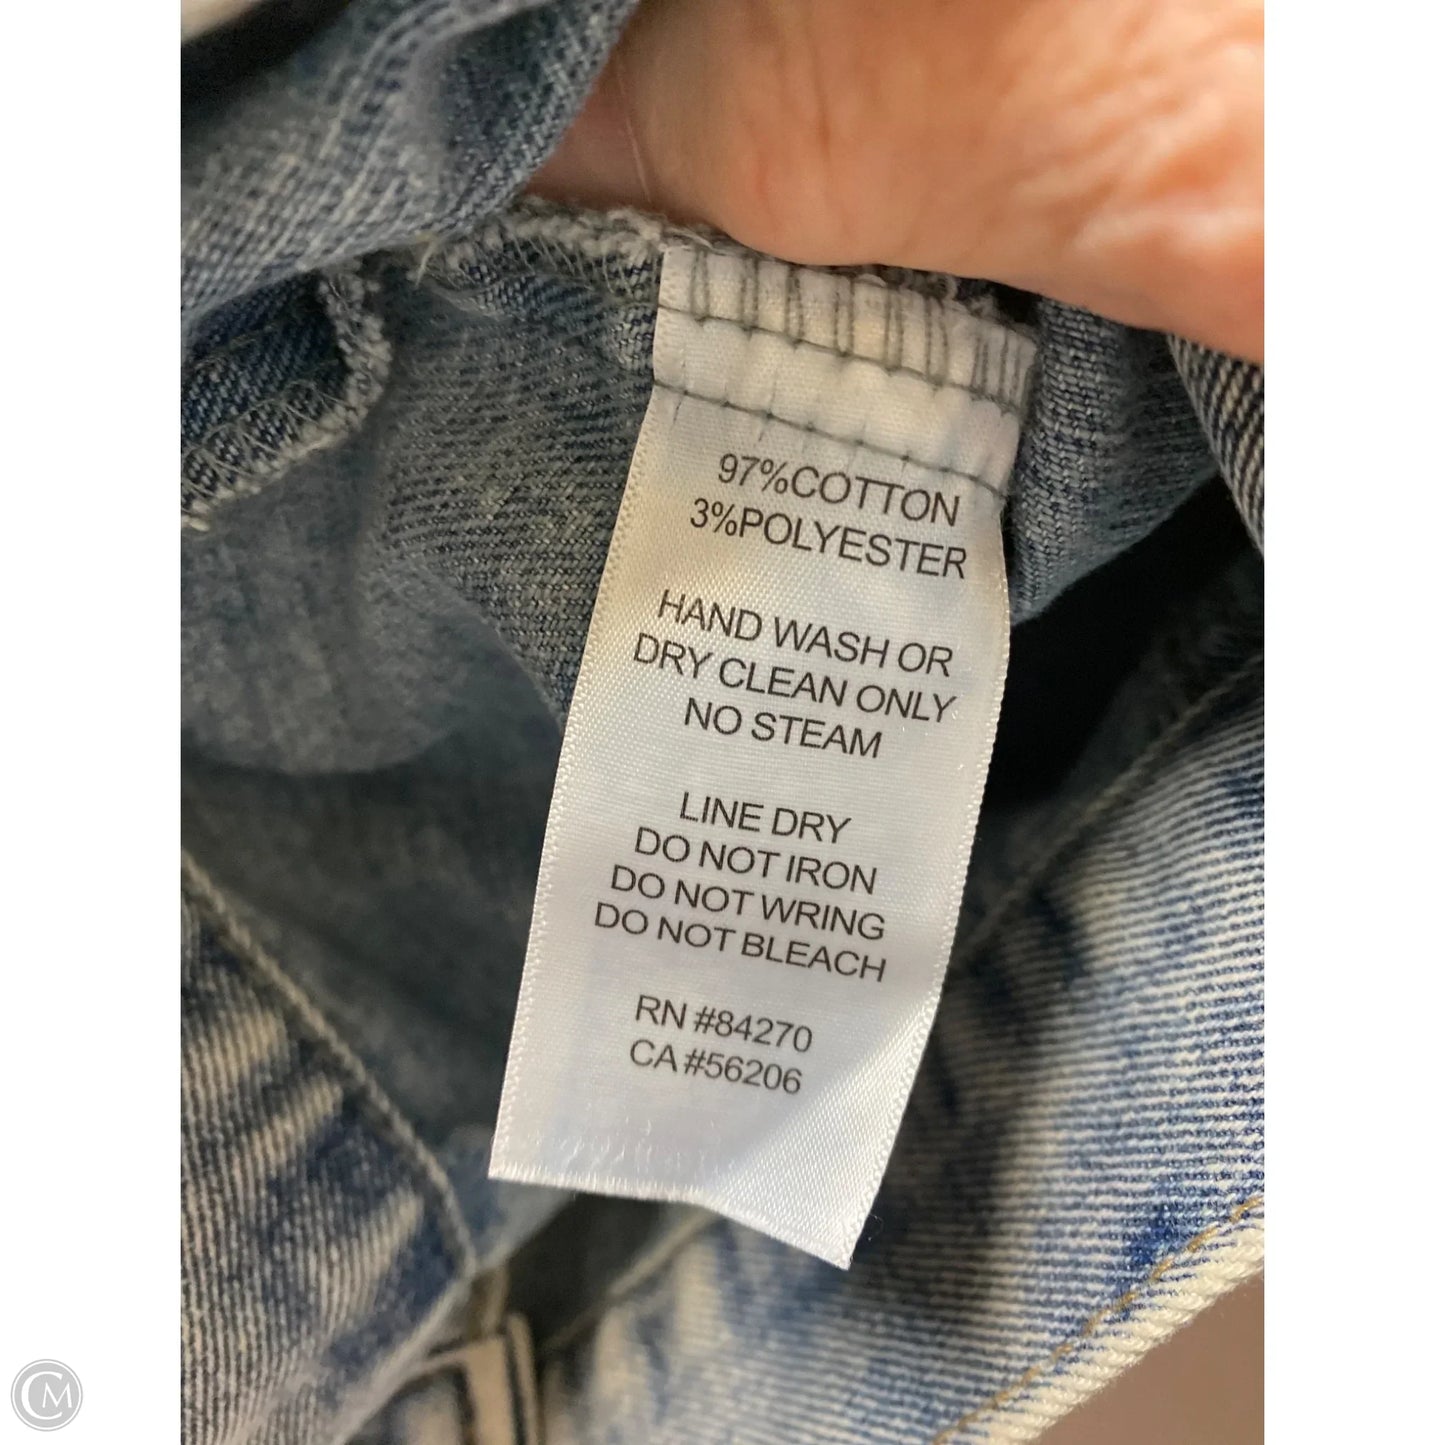 97%COTTON
3%POLYESTER
HAND WASH OR
DRY CLEAN ONLY
NO STEAM
LINE DRY
DO NOT IRON
DO NOT WRING
DO NOT BLEACH
RN #84270
CA #56206
CM